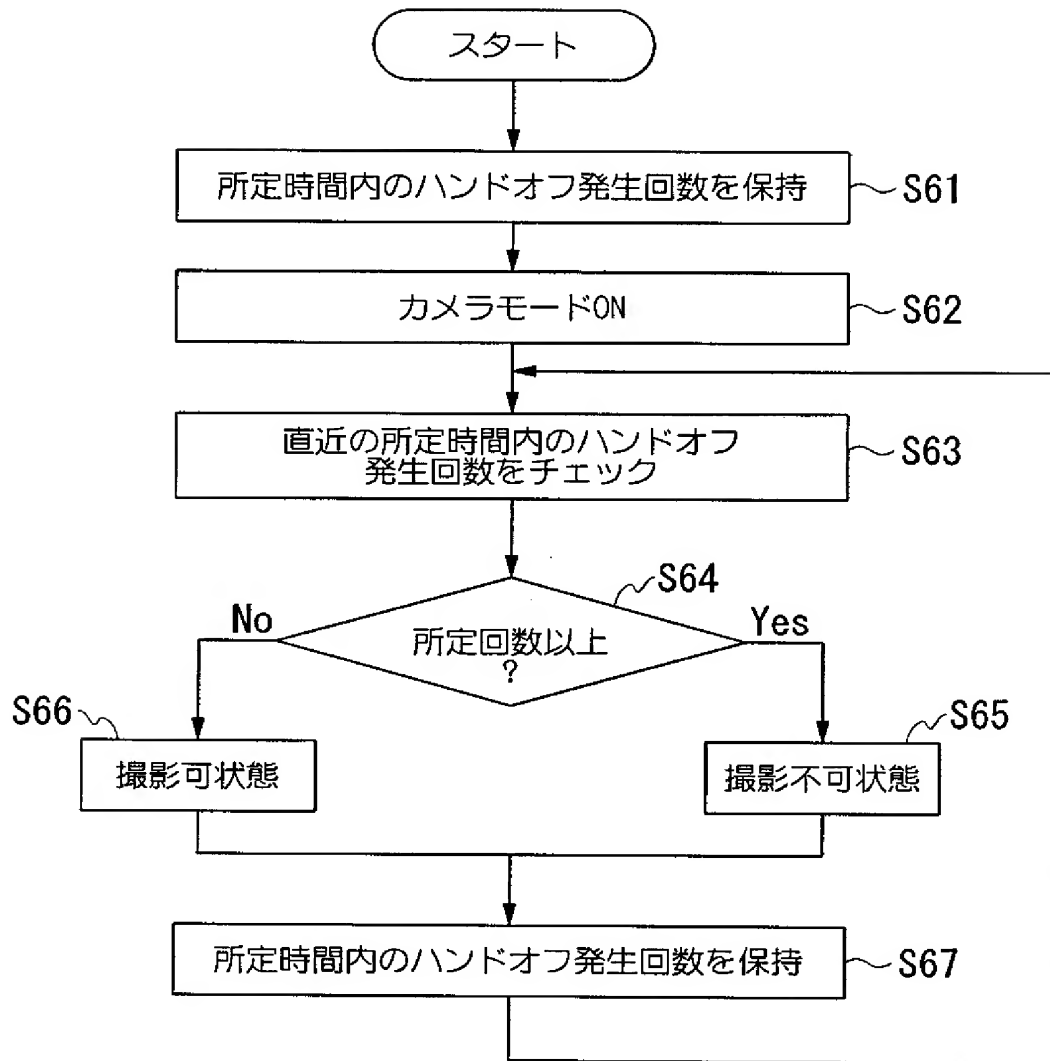 スタート
所定時間内のハンドオフ発生回数を保持
S61
カメラモードON
S62
直近の所定時間内のハンドオフ
発生回数をチェック
S63
S64
No
Yes
所定回数以上
?
S66
S65
撮影可状態
撮影不可状態
所定時間内のハンドオフ発生回数を保持
S67